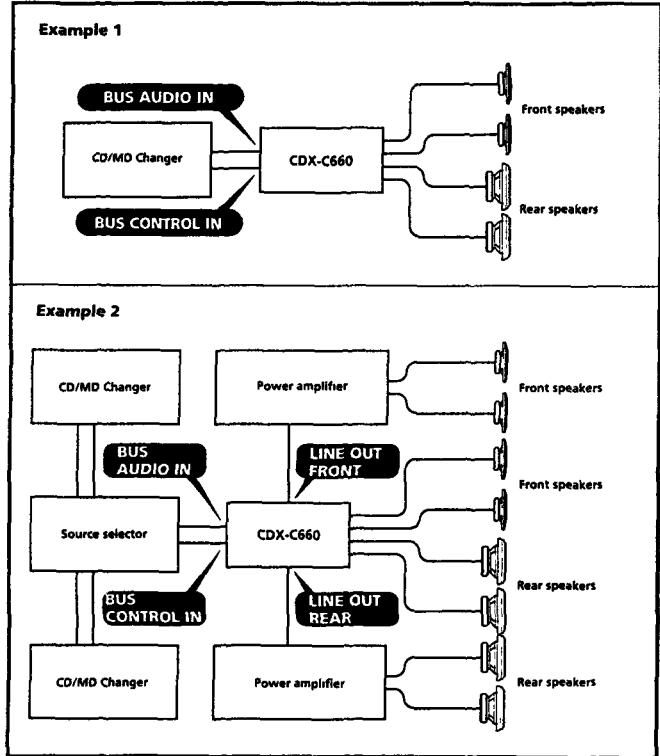 Example 1
BUS AUDIO IN
Front speakers
CD/MD Changer
CDX-C660
Rear speakers
BUS CONTROL IN
Example 2
CD/MD Changer
Power amplifier
Front speakers
BUS
AUDIO IN
LINE OUT
FRONT
Front speakers
Source selector
CDX-C660
Rear speakers
BUS
CONTROL IN
LINE OUT
REAR
CD/MD Changer
Power amplifier
Rear speakers